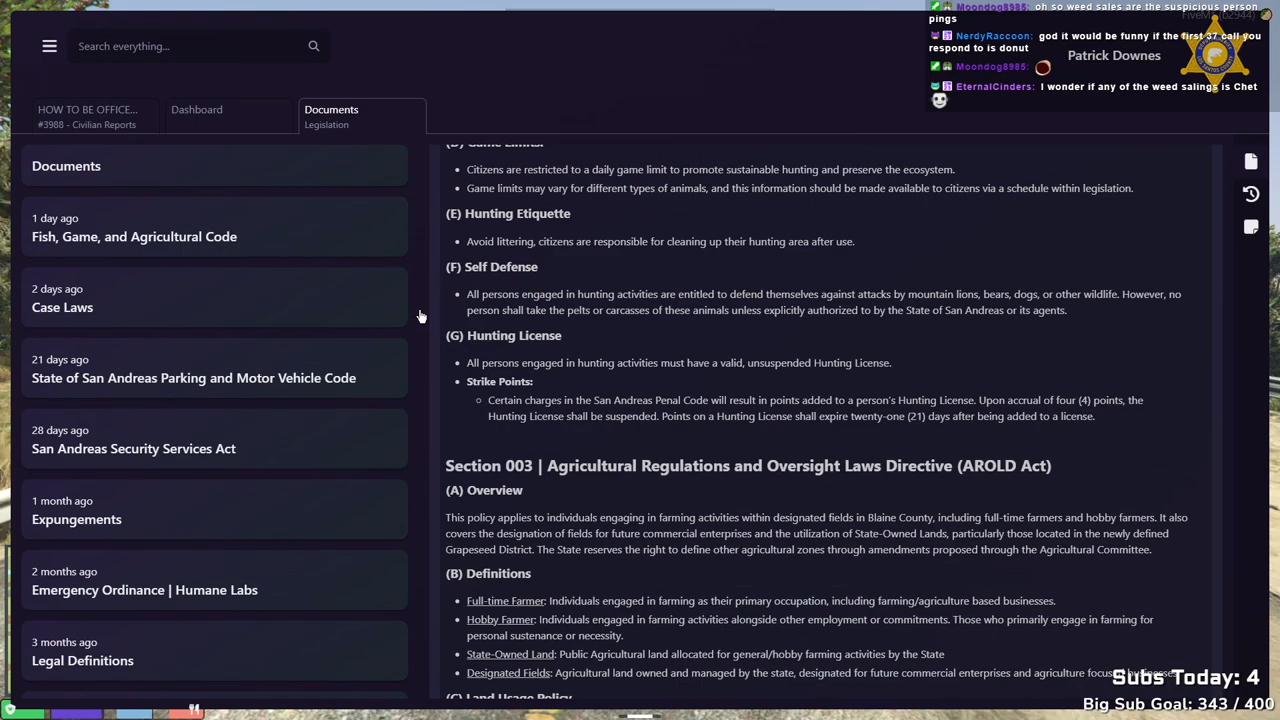 Moondog8985: oh so weed sales are the suspicious person
pings
FiveM
NerdyRaccoon: god it would be funny if the first 37 call you
respond to is donut
Patrick Downes
Moondog8985:
EternalCinders: I wonder if any of the weed salings is Chet
Search everything...
HOW TO BE OFFICE...
#3988 - Civilian Reports
Dashboard
Documents
Legislation
Documents
1 day ago
Fish, Game, and Agricultural Code
2 days ago
Case Laws
21 days ago
State of San Andreas Parking and Motor Vehicle Code
28 days ago
San Andreas Security Services Act
1 month ago
Expungements
2 months ago
Emergency Ordinance | Humane Labs
3 months ago
Legal Definitions
(D) Game Limits:
• Citizens are restricted to a daily game limit to promote sustainable hunting and preserve the ecosystem.
• Game limits may vary for different types of animals, and this information should be made available to citizens via a schedule within legislation.
(E) Hunting Etiquette
• Avoid littering, citizens are responsible for cleaning up their hunting area after use.
(F) Self Defense
• All persons engaged in hunting activities are entitled to defend themselves against attacks by mountain lions, bears, dogs, or other wildlife. However, no
person shall take the pelts or carcasses of these animals unless explicitly authorized to by the State of San Andreas or its agents.
(G) Hunting License
• All persons engaged in hunting activities must have a valid, unsuspended Hunting License.
• Strike Points:
Certain charges in the San Andreas Penal Code will result in points added to a person's Hunting License. Upon accrual of four (4) points, the
Hunting License shall be suspended. Points on a Hunting License shall expire twenty-one (21) days after being added to a license.
Section 003 | Agricultural Regulations and Oversight Laws Directive (AROLD Act)
(A) Overview
This policy applies to individuals engaging in farming activities within designated fields in Blaine County, including full-time farmers and hobby farmers. It also
covers the designation of fields for future commercial enterprises and the utilization of State-Owned Lands, particularly those located in the newly defined
Grapeseed District. The State reserves the right to define other agricultural zones through amendments proposed through the Agricultural Committee.
(B) Definitions
• Full-time Farmer: Individuals engaged in farming as their primary occupation, including farming/agriculture based businesses.
• Hobby Farmer: Individuals engaged in farming activities alongside other employment or commitments. Those who primarily engage in farming for
personal sustenance or necessity.
• State-Owned Land: Public Agricultural land allocated for general/hobby farming activities by the State
• Designated Fields: Agricultural land owned and managed by the state, designated for future commercial enterprises and agriculture
(C) Land Usage Policy
Subs Today: 4
Big Sub Goal: 343 / 400